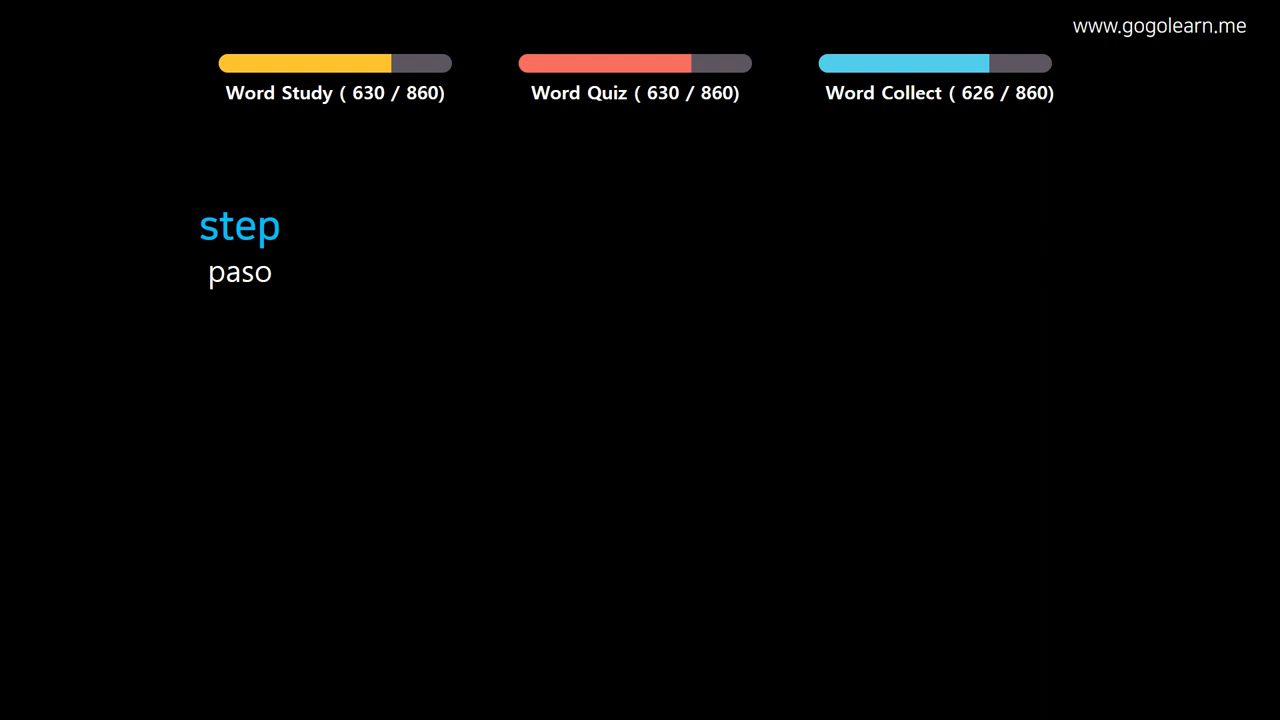 www.gogolearn.me
Word Study ( 630 / 860)
Word Quiz ( 630 / 860)
Word Collect ( 626 / 860)
step
paso